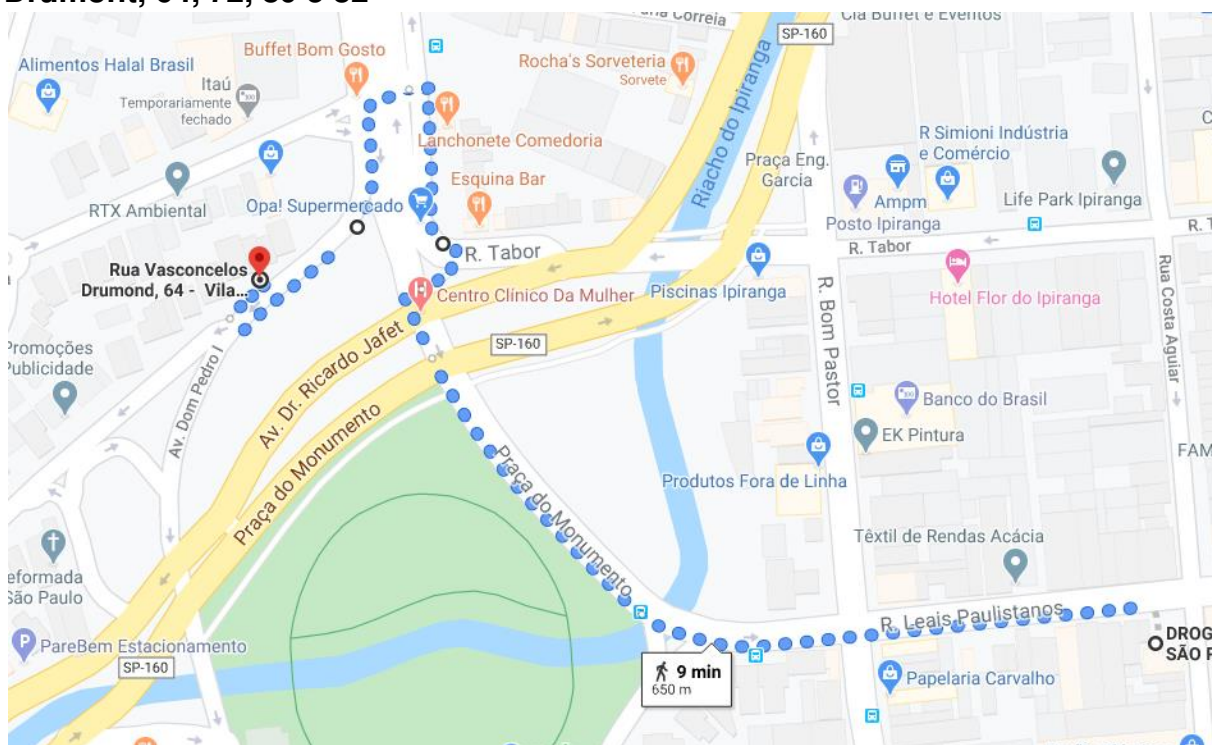 Drumont, 64, 72, 80 e 82
Correia
Cia Buffet e Eventos
SP-160
Buffet Bom Gosto
Rocha's Sorveteria
Sorvete
Alimentos Halal Brasil
Itaú
Temporariamente
fechado
Riacho do Ipiranga
R Simioni Indústria
e Comércio
Lanchonete Comedoria
Praça Eng.
Garcia
Esquina Bar
RTX Ambiental
Opa! Supermercado
Ampm
Posto Ipiranga
Life Park Ipiranga
R. Tabor
R. Tabor
Rua Vasconcelos
Drumond, 64 - Vila...
Centro Clínico Da Mulher
Piscinas Ipiranga
Hotel Flor do Ipiranga
R. Bom Pastor
Rua Costa Aguiar
SP-160
Promoções
Publicidade
Av. Dom Pedro I
Av. Dr. Ricardo Jafet
Praça do Monumento
Banco do Brasil
EK Pintura
FAM
Praça do Monumento
Produtos Fora de Linha
Têxtil de Rendas Acácia
eformada
São Paulo
R. Leais Paulistanos
PareBem Estacionamento
SP-160
DROG
SÃO P
9 min
650 m
Papelaria Carvalho